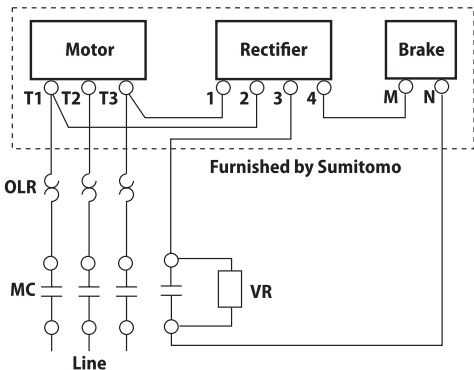 Motor Rectifier Brake
T1 T2 T3 1 2 3 4 M N
Furnished by Sumitomo
OLR
MC VR
Line